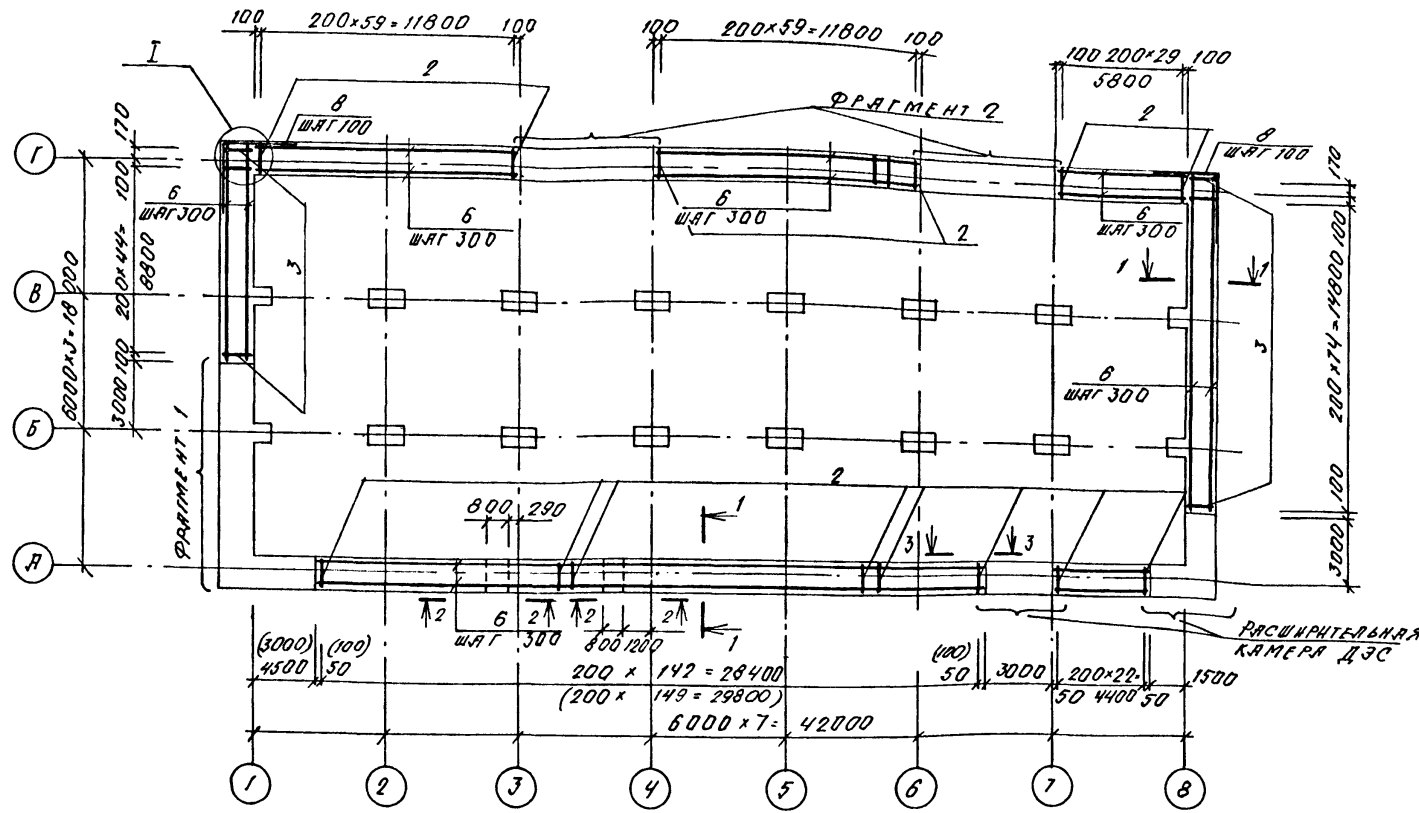 100 200×59=11800 100
100 200×59=11800 100
100 200×29 100
5800
I
2
8
ШАГ 100
ФРАГМЕНТ 2
2
8
ШАГ 100
Г
170
100
200×44=
8800
100
3000
6000×3=18000
6
ШАГ 300
6
ШАГ 300
6
ШАГ 300
2
6
ШАГ 300
170
100
200×74=14800
100
3000
1
1
3
3
В
6
ШАГ 300
Б
ФРАГМЕНТ 1
2
800 290
1
3
3
А
2
2
2
2
6
ШАГ 300
800 1200
1
РАСШИРИТЕЛЬНАЯ
КАМЕРА ДЭС
(3000) (100)
4500 50
200 × 142 = 28400
(200 × 149 = 29800)
(100)
50 3000 200×22= 1500
50 4400 50
6000 × 7 = 42000
1 2 3 4 5 6 7 8